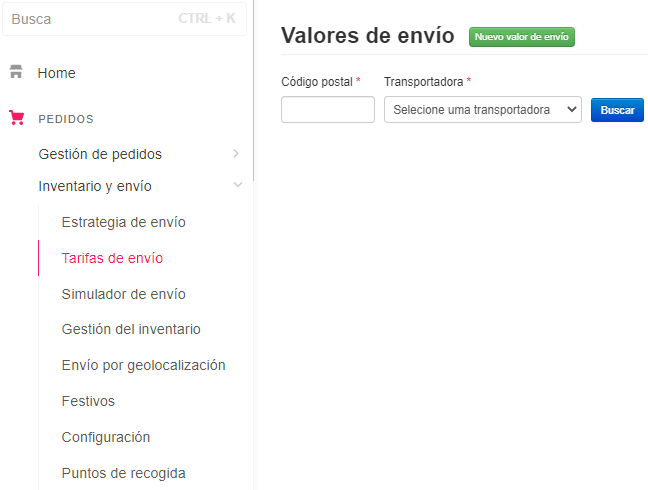 Busca CTRL + K
Home
PEDIDOS
Gestión de pedidos
Inventario y envío
Estrategia de envío
Tarifas de envío
Simulador de envío
Gestión del inventario
Envío por geolocalización
Festivos
Configuración
Puntos de recogida
Valores de envío Nuevo valor de envío
Código postal * Transportadora *
Selecione uma transportadora Buscar